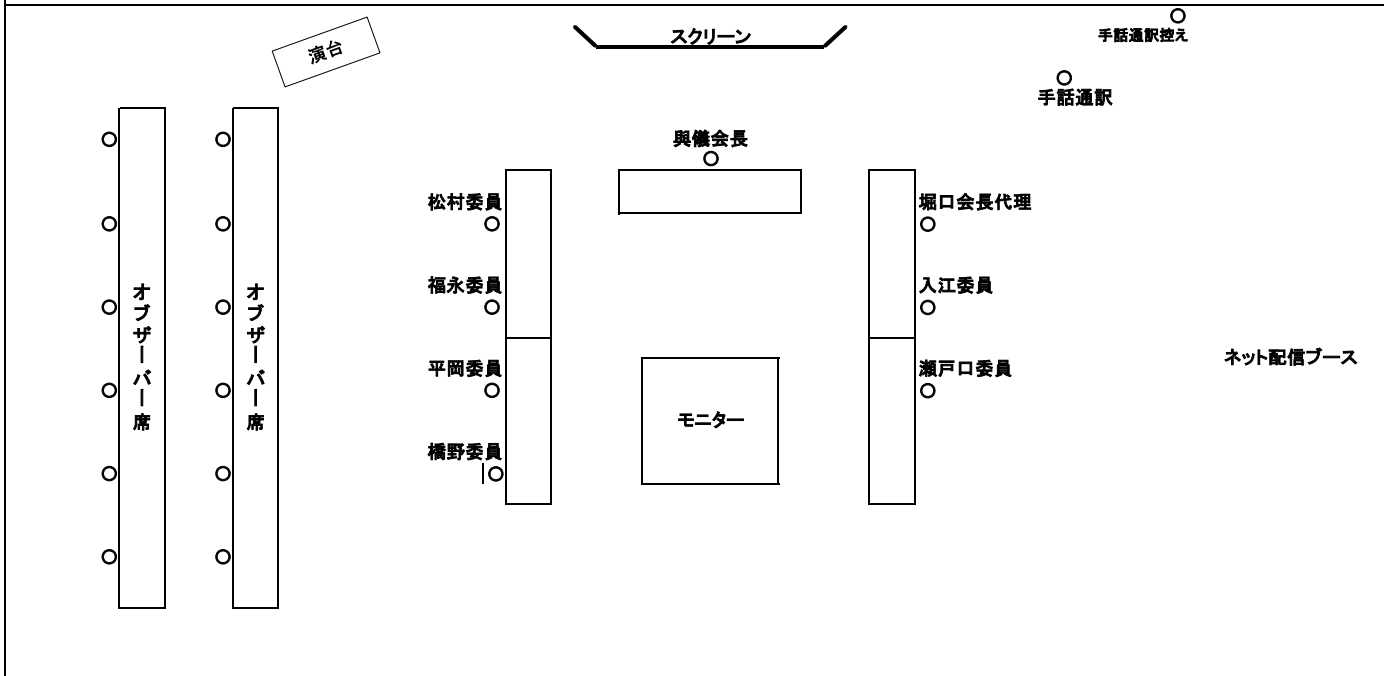 手話通訳控え
スクリーン
演台
手話通訳
與儀会長
松村委員
堀口会長代理
福永委員
入江委員
オブザーバー席
オブザーバー席
ネット配信ブース
平岡委員
瀬戸口委員
モニター
橋野委員